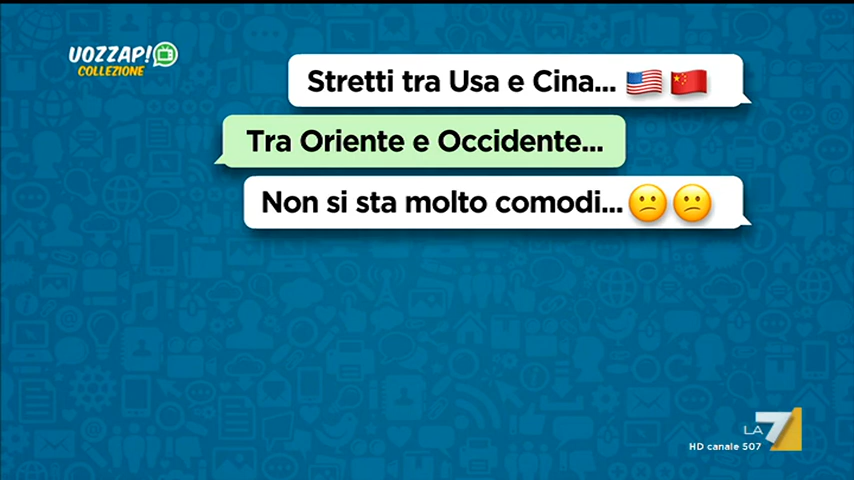 UOZZAP!
COLLEZIONE
Stretti tra Usa e Cina... 🇺🇸 🇨🇳
Tra Oriente e Occidente...
Non si sta molto comodi... 😕 😕
LA 7
HD canale 507